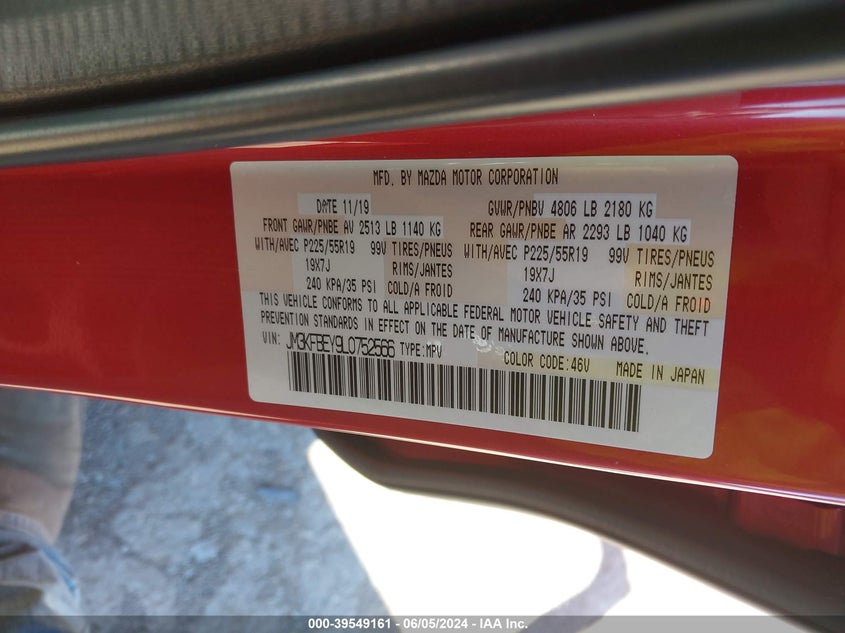 MFD. BY MAZDA MOTOR CORPORATION
DATE 11/19 GVWR/PNBV 4806 LB 2180 KG
FRONT GAWR/PNBE AV 2513 LB 1140 KG REAR GAWR/PNBE AR 2293 LB 1040 KG
WITH/AVEC P225/55R19 99V TIRES/PNEUS WITH/AVEC P225/55R19 99V TIRES/PNEUS
19X7J RIMS/JANTES 19X7J RIMS/JANTES
240 KPA/35 PSI COLD/A FROID 240 KPA/35 PSI COLD/A FROID
THIS VEHICLE CONFORMS TO ALL APPLICABLE FEDERAL MOTOR VEHICLE SAFETY AND THEFT
PREVENTION STANDARDS IN EFFECT ON THE DATE OF MANUFACTURE SHOWN ABOVE.
VIN: JM3KFBEY9L0752566 TYPE:MPV COLOR CODE:46V MADE IN JAPAN
000-39549161 - 06/05/2024 - IAA Inc.